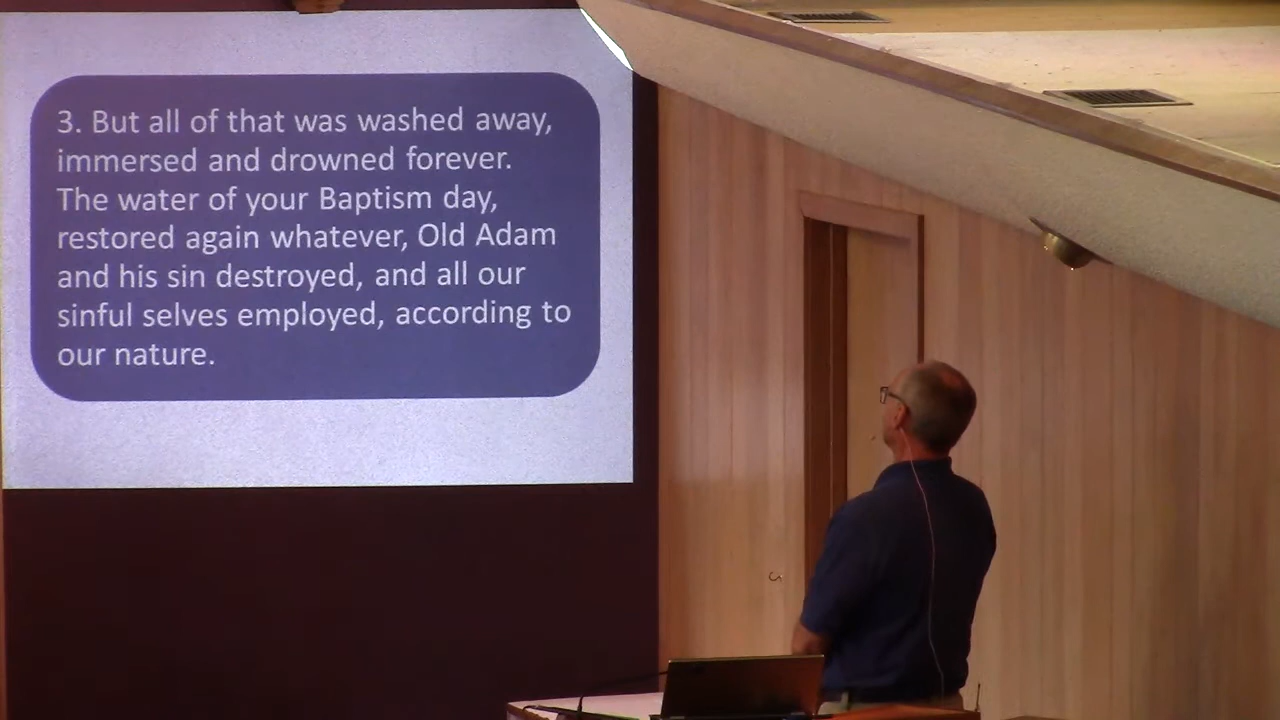 3. But all of that was washed away,
immersed and drowned forever.
The water of your Baptism day,
restored again whatever, Old Adam
and his sin destroyed, and all our
sinful selves employed, according to
our nature.